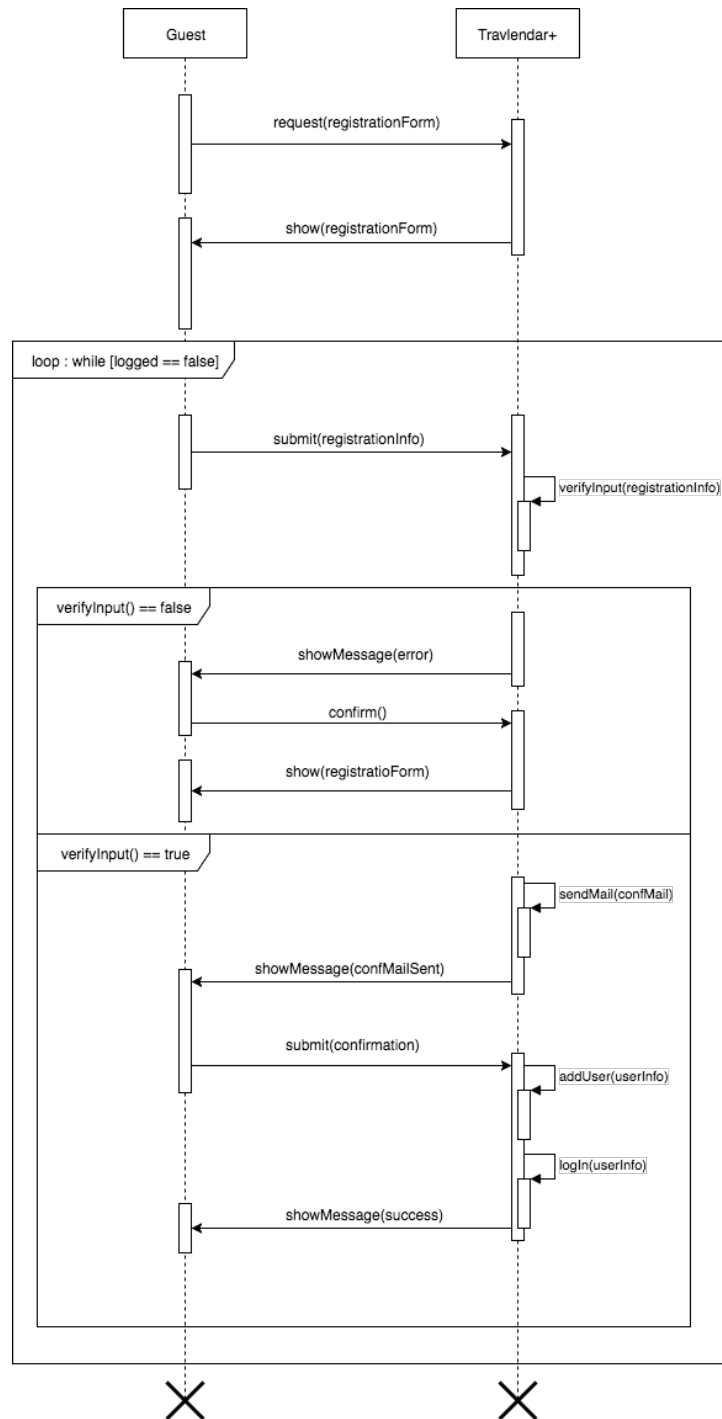 Guest
Travlendar+
request(registrationForm)
show(registrationForm)
loop : while [logged == false]
submit(registrationInfo)
verifyInput(registrationInfo)
verifyInput() == false
showMessage(error)
confirm()
show(registratioForm)
verifyInput() == true
sendMail(confMail)
showMessage(confMailSent)
submit(confirmation)
addUser(userInfo)
logIn(userInfo)
showMessage(success)